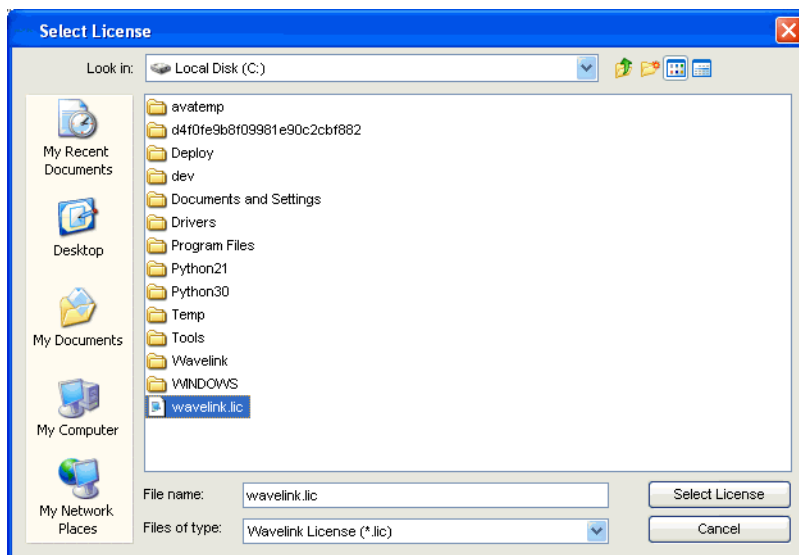 Select License
Look in: Local Disk (C:)
My Recent Documents
Desktop
My Documents
My Computer
My Network Places
avatemp
d4f0fe9b8f09981e90c2cbf882
Deploy
dev
Documents and Settings
Drivers
Program Files
Python21
Python30
Temp
Tools
Wavelink
WINDOWS
wavelink.lic
File name: wavelink.lic Select License
Files of type: Wavelink License (*.lic) Cancel